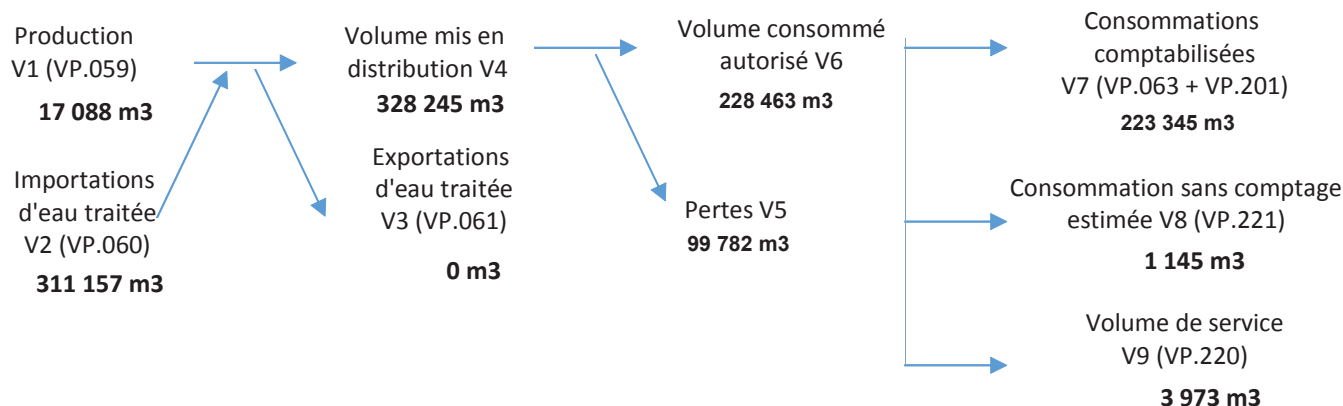 Production
V1 (VP.059)
17 088 m3
Importations
d'eau traitée
V2 (VP.060)
311 157 m3
Volume mis en
distribution V4
328 245 m3
Exportations
d'eau traitée
V3 (VP.061)
0 m3
Volume consommé
autorisé V6
228 463 m3
Pertes V5
99 782 m3
Consommations
comptabilisées
V7 (VP.063 + VP.201)
223 345 m3
Consommation sans comptage
estimée V8 (VP.221)
1 145 m3
Volume de service
V9 (VP.220)
3 973 m3